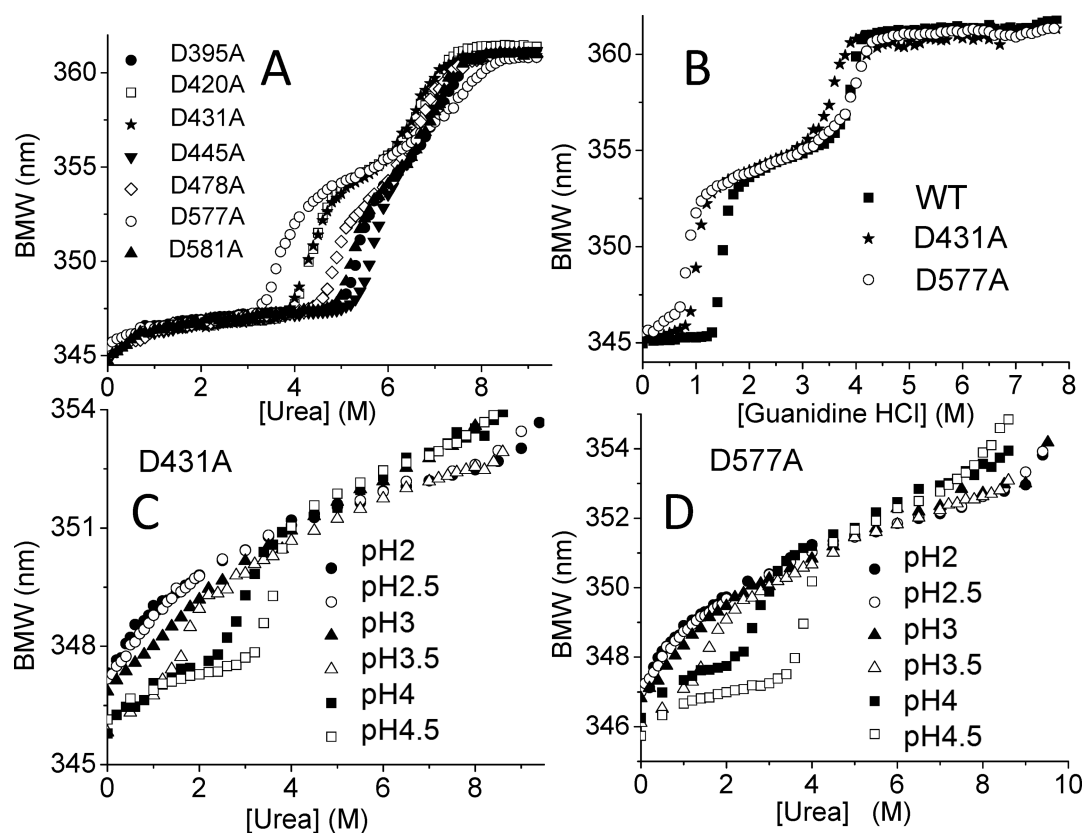 A
BMW (nm)
360
355
350
345
D395A
D420A
D431A
D445A
D478A
D577A
D581A
0 2 4 6 8
[Urea] (M)
B
BMW (nm)
360
355
350
345
WT
D431A
D577A
0 1 2 3 4 5 6 7 8
[Guanidine HCl] (M)
D431A
C
BMW (nm)
354
351
348
345
pH2
pH2.5
pH3
pH3.5
pH4
pH4.5
0 2 4 6 8
[Urea] (M)
D577A
D
BMW (nm)
354
352
350
348
346
pH2
pH2.5
pH3
pH3.5
pH4
pH4.5
0 2 4 6 8 10
[Urea] (M)